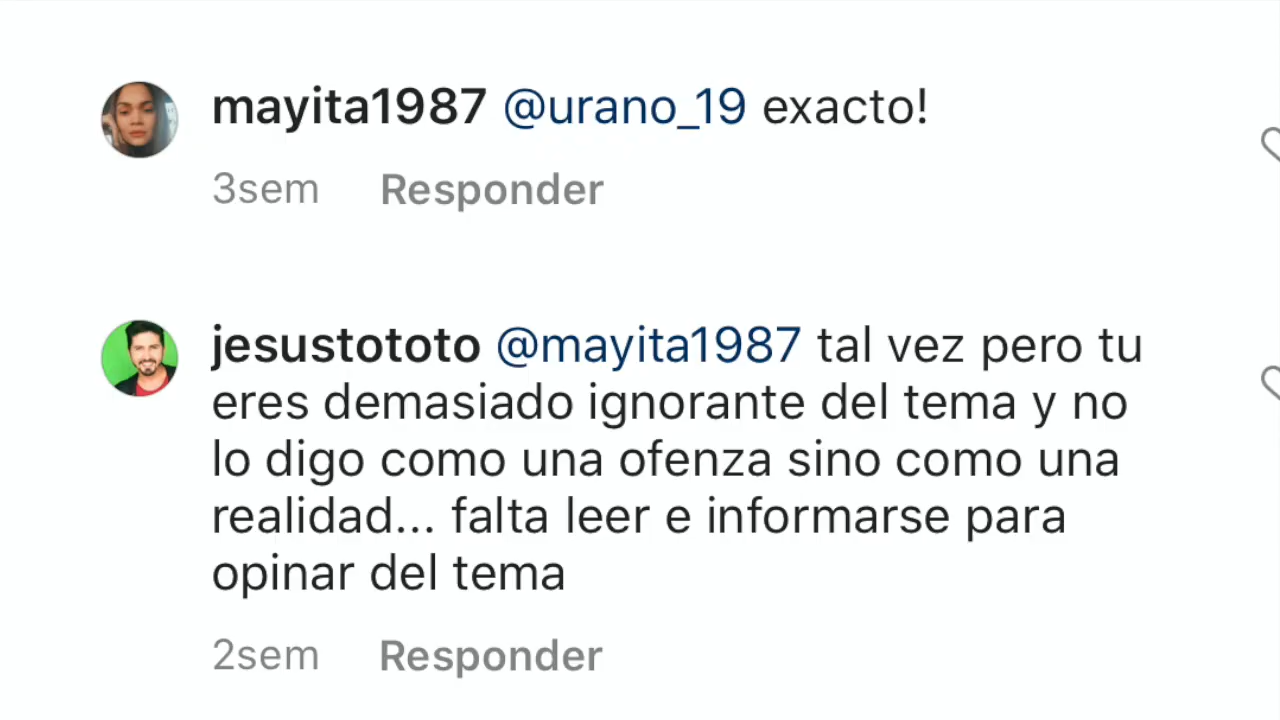 mayita1987 @urano_19 exacto!
3sem Responder
jesustototo @mayita1987 tal vez pero tu
eres demasiado ignorante del tema y no
lo digo como una ofenza sino como una
realidad... falta leer e informarse para
opinar del tema
2sem Responder